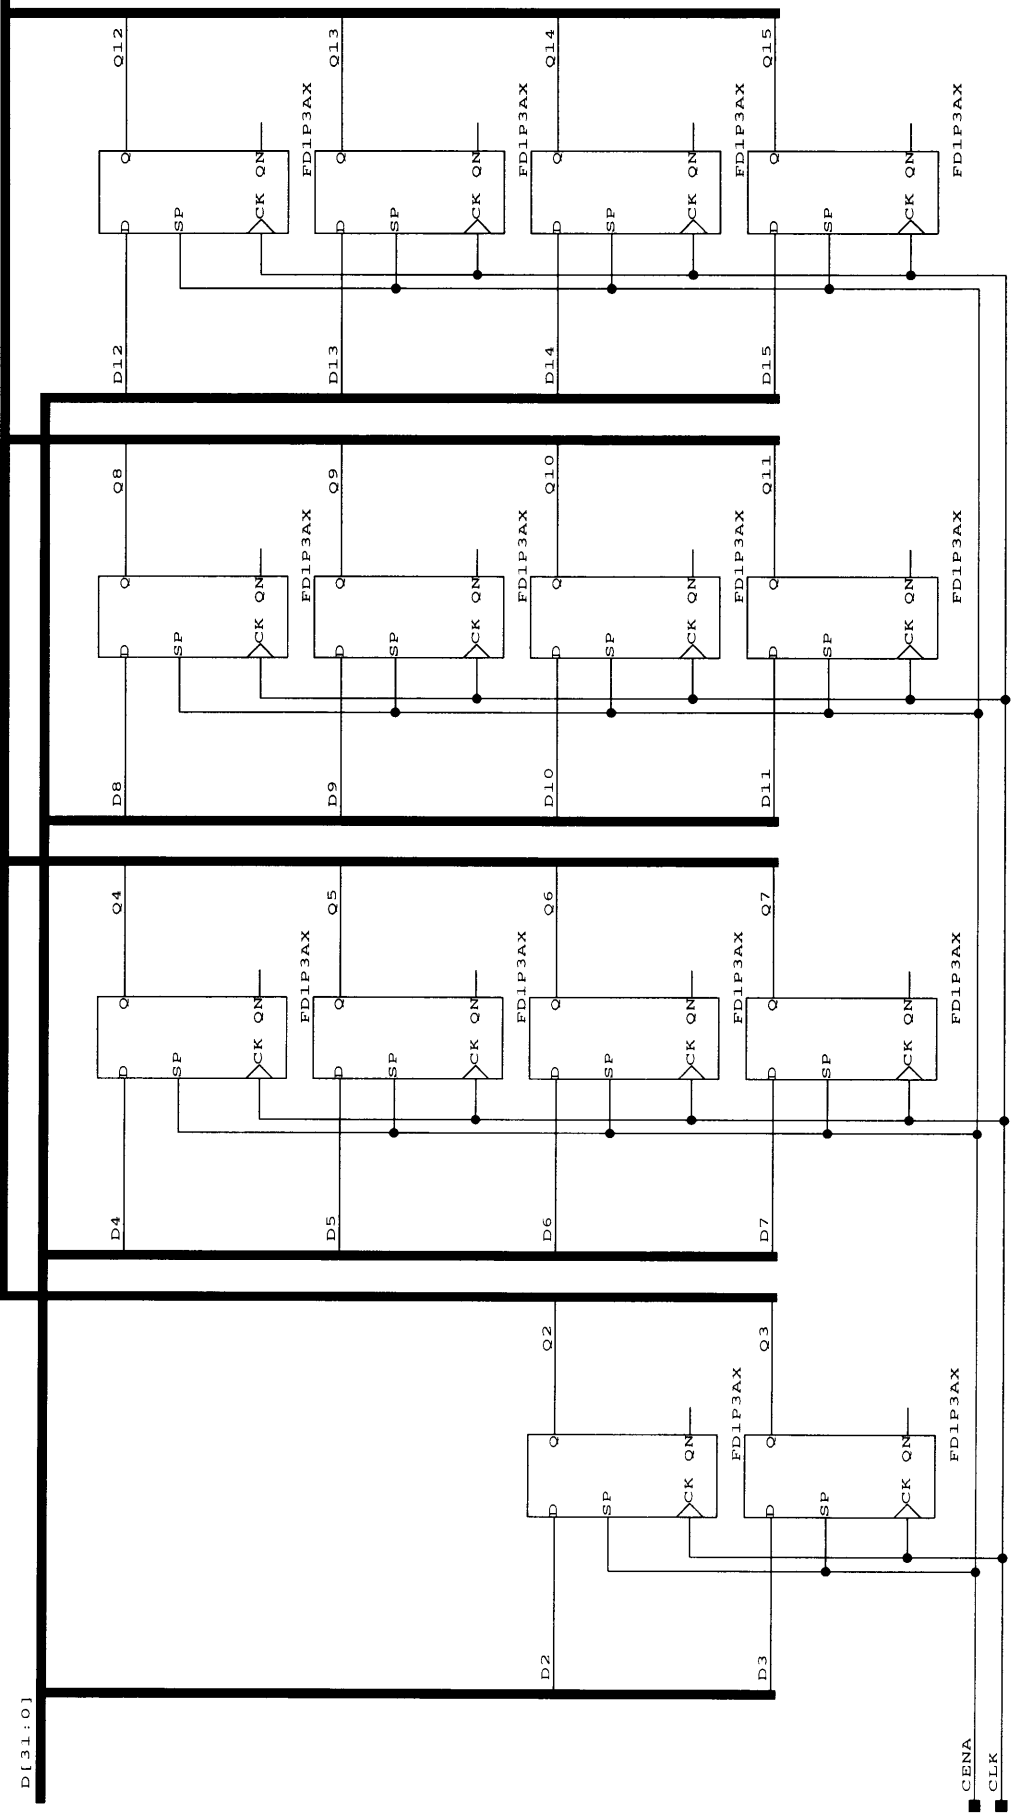 Q12
Q13
Q14
Q15
FD1P3AX
FD1P3AX
FD1P3AX
FD1P3AX
Q QN
Q QN
Q QN
Q QN
D SP CK
D SP CK
D SP CK
D SP CK
D12
D13
D14
D15
Q8
Q9
Q10
Q11
FD1P3AX
FD1P3AX
FD1P3AX
FD1P3AX
Q QN
Q QN
Q QN
Q QN
D SP CK
D SP CK
D SP CK
D SP CK
D8
D9
D10
D11
Q4
Q5
Q6
Q7
FD1P3AX
FD1P3AX
FD1P3AX
FD1P3AX
Q QN
Q QN
Q QN
Q QN
D SP CK
D SP CK
D SP CK
D SP CK
D4
D5
D6
D7
Q2
Q3
FD1P3AX
FD1P3AX
Q QN
Q QN
D SP CK
D SP CK
D2
D3
D[31:0]
CENA
CLK